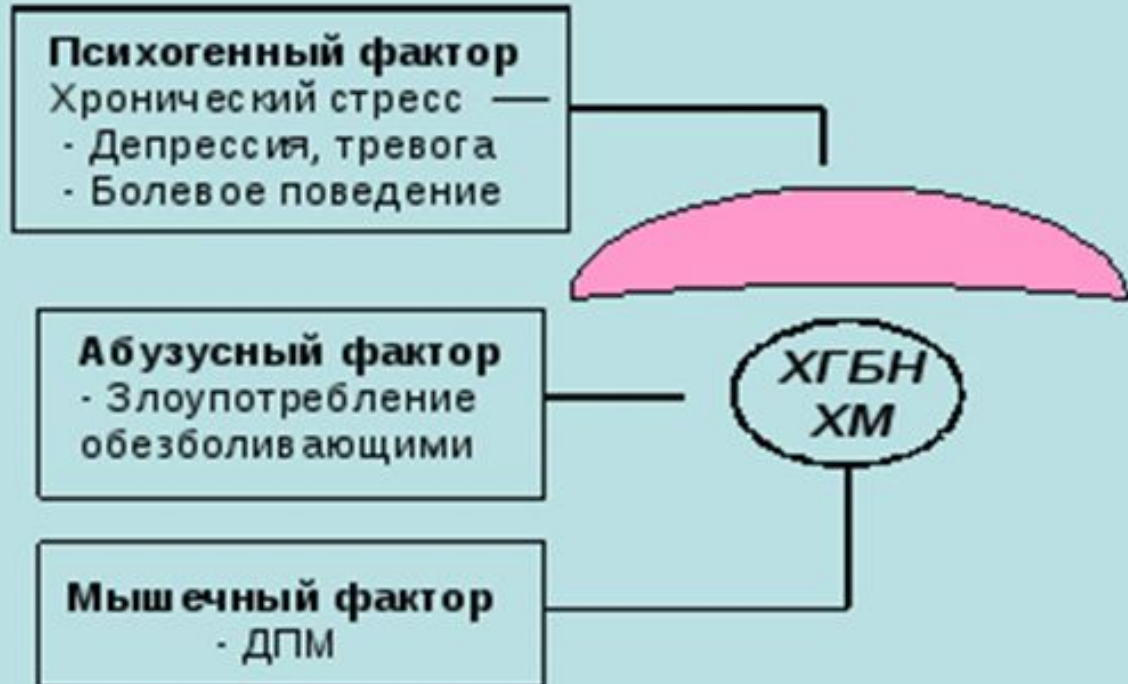 Психогенный фактор
Хронический стресс —
- Депрессия, тревога
- Болевое поведение
Абузусный фактор
- Злоупотребление
обезболивающими
ХГБН
ХМ
Мышечный фактор
- ДПМ